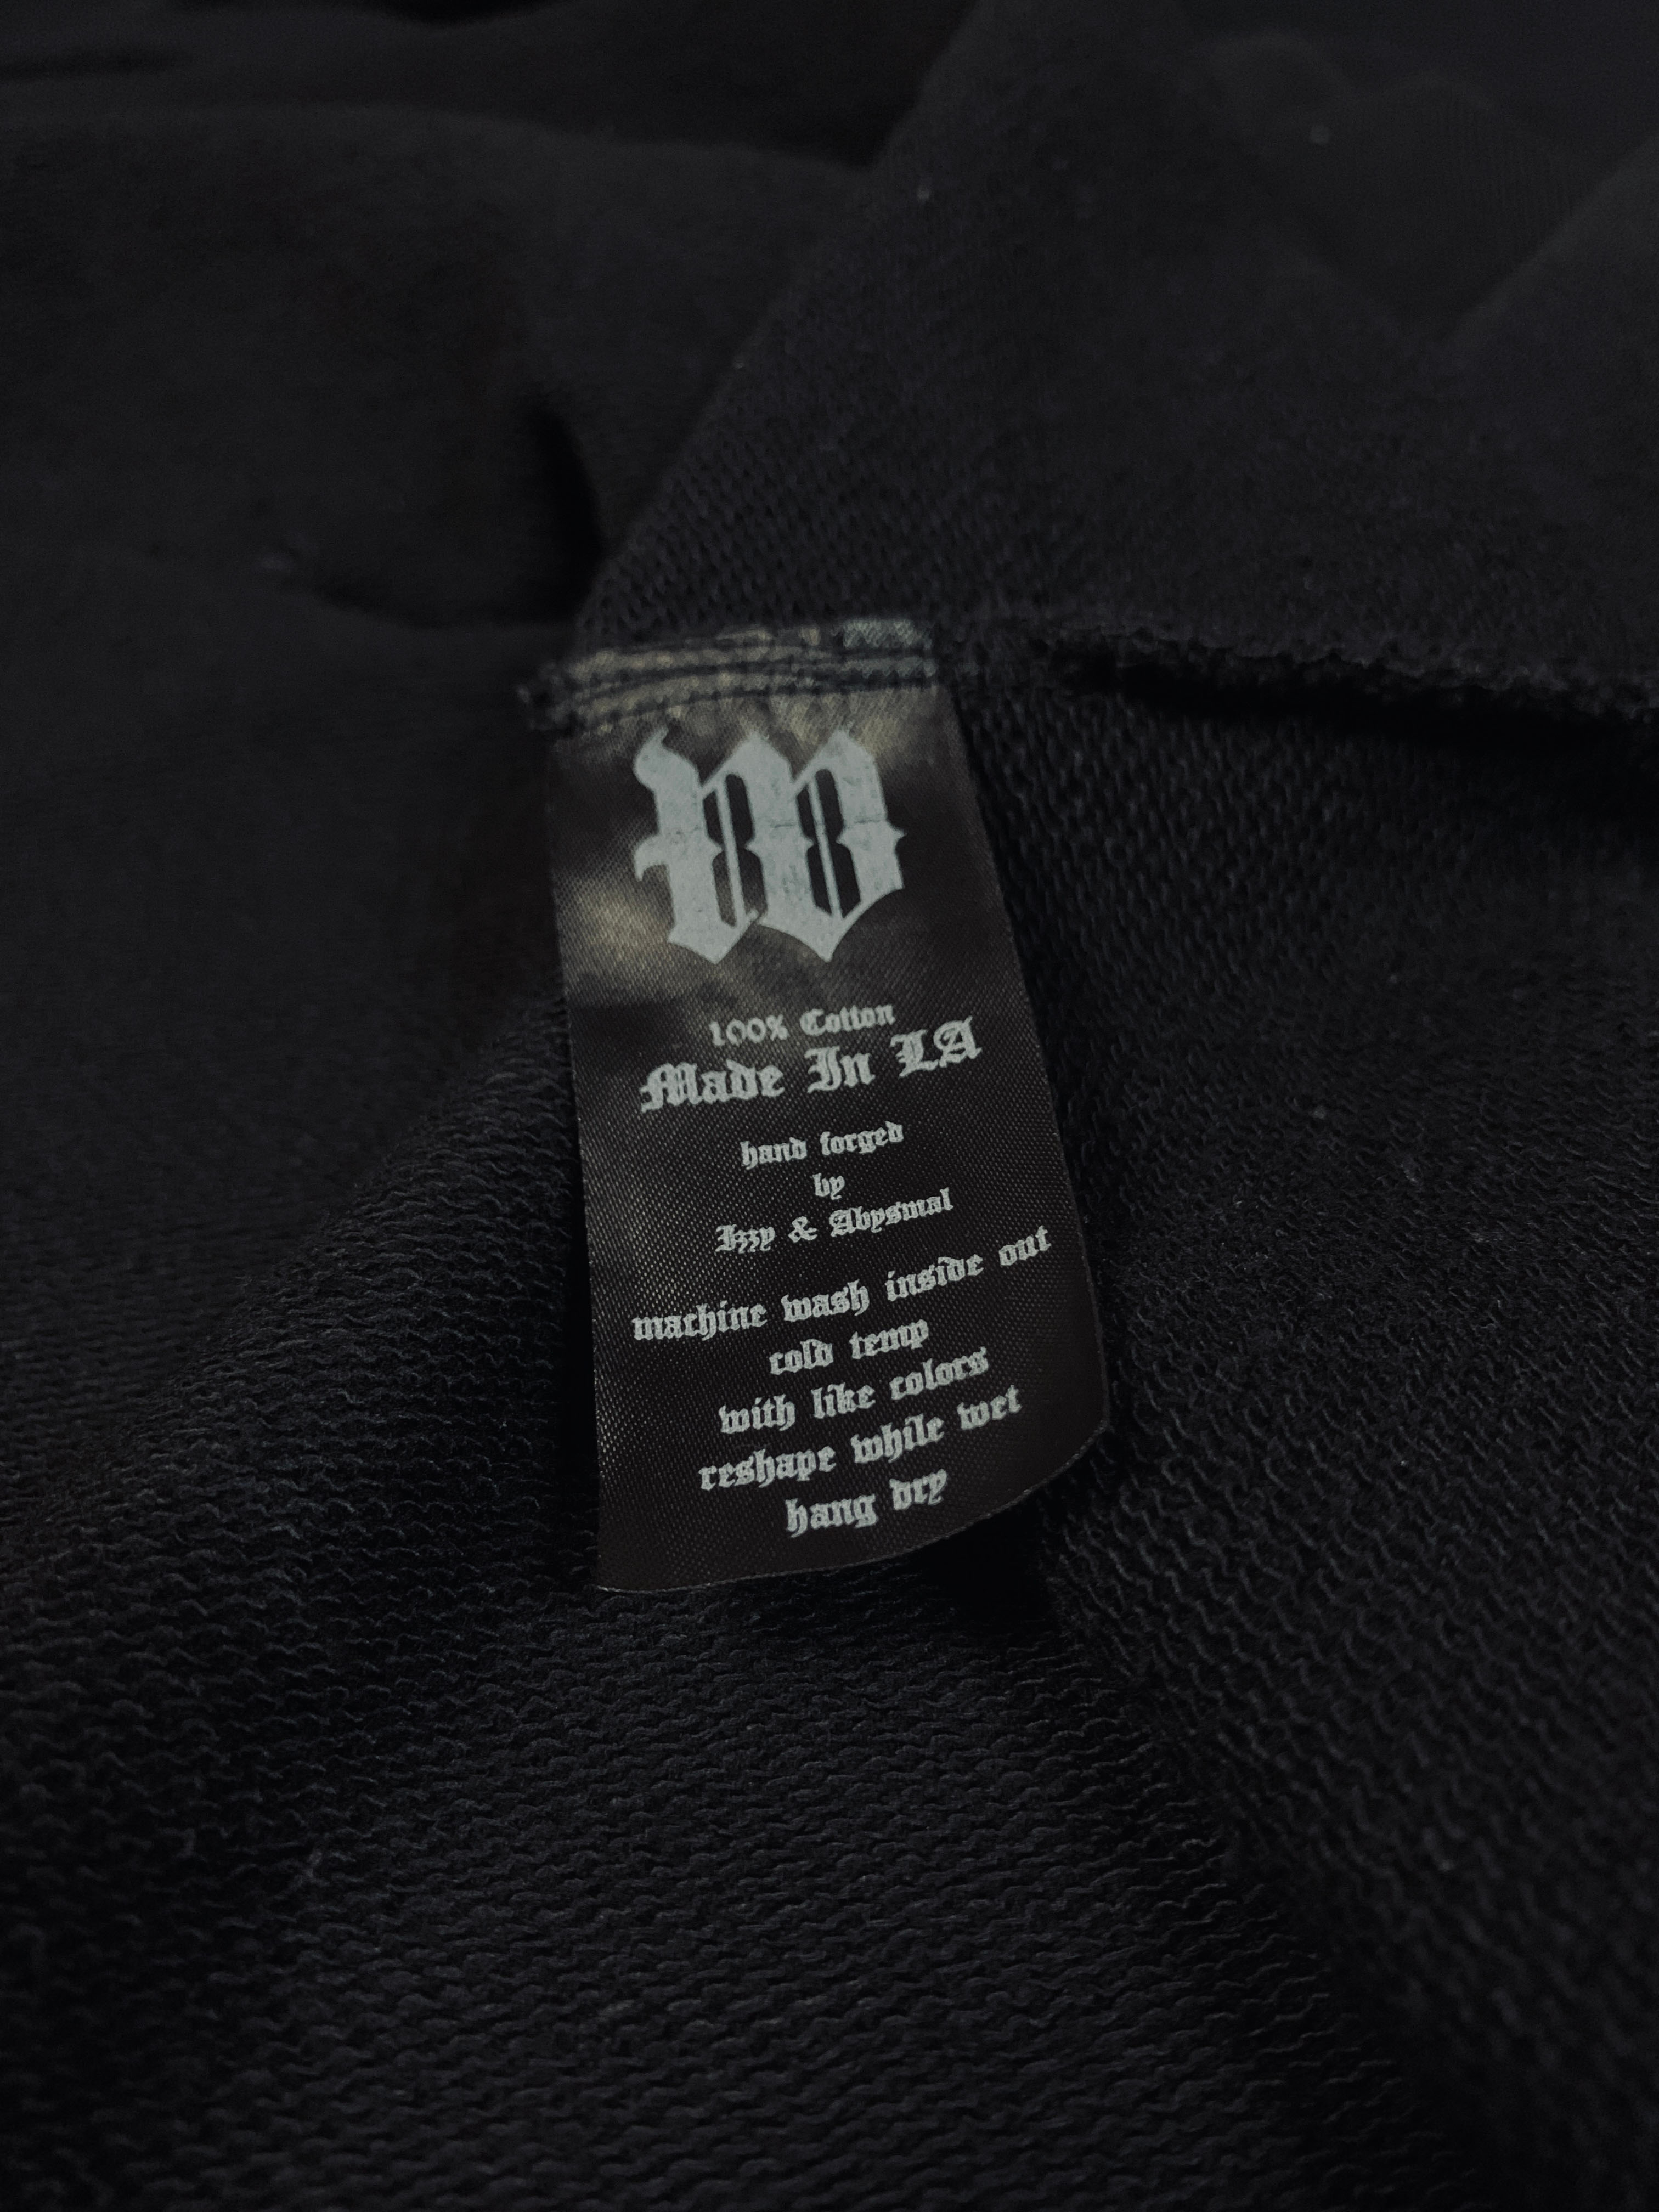 W
100% Cotton
Made In LA
hand forged
by
Izzy & Abysmal
machine wash inside out
cold temp
with like colors
reshape while wet
hang dry